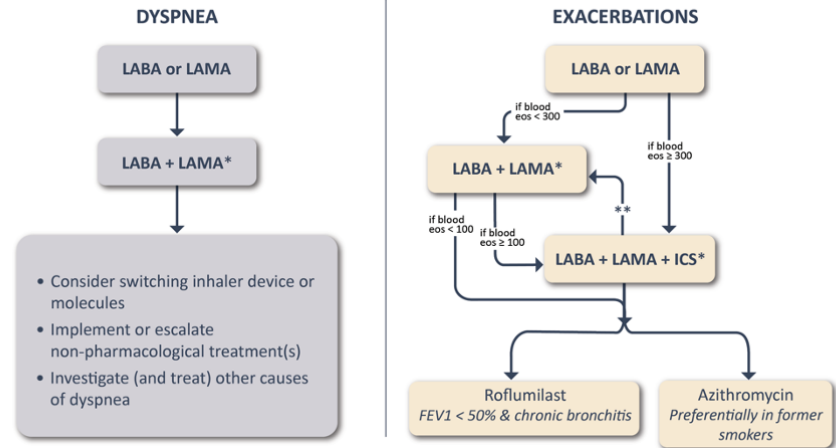 DYSPNEA
LABA or LAMA
LABA + LAMA*
• Consider switching inhaler device or
molecules
• Implement or escalate
non-pharmacological treatment(s)
• Investigate (and treat) other causes
of dyspnea
EXACERBATIONS
LABA or LAMA
if blood
eos < 300
if blood
eos ≥ 300
LABA + LAMA*
**
if blood
eos < 100
if blood
eos ≥ 100
LABA + LAMA + ICS*
Roflumilast
FEV1 < 50% & chronic bronchitis
Azithromycin
Preferentially in former
smokers